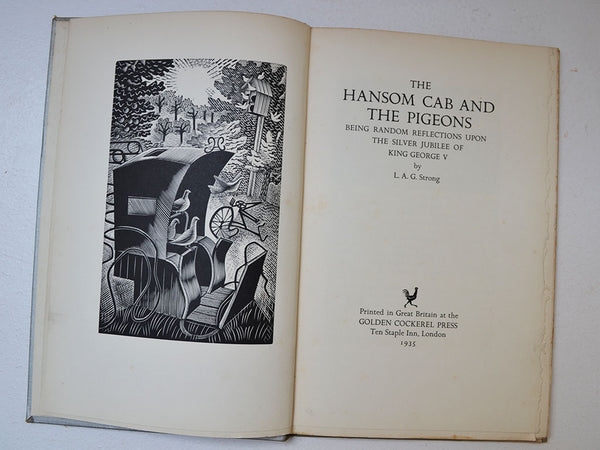 THE
HANSOM CAB AND
THE PIGEONS
BEING RANDOM REFLECTIONS UPON
THE SILVER JUBILEE OF
KING GEORGE V
by
L. A. G. Strong
Printed in Great Britain at the
GOLDEN COCKEREL PRESS
Ten Staple Inn, London
1935